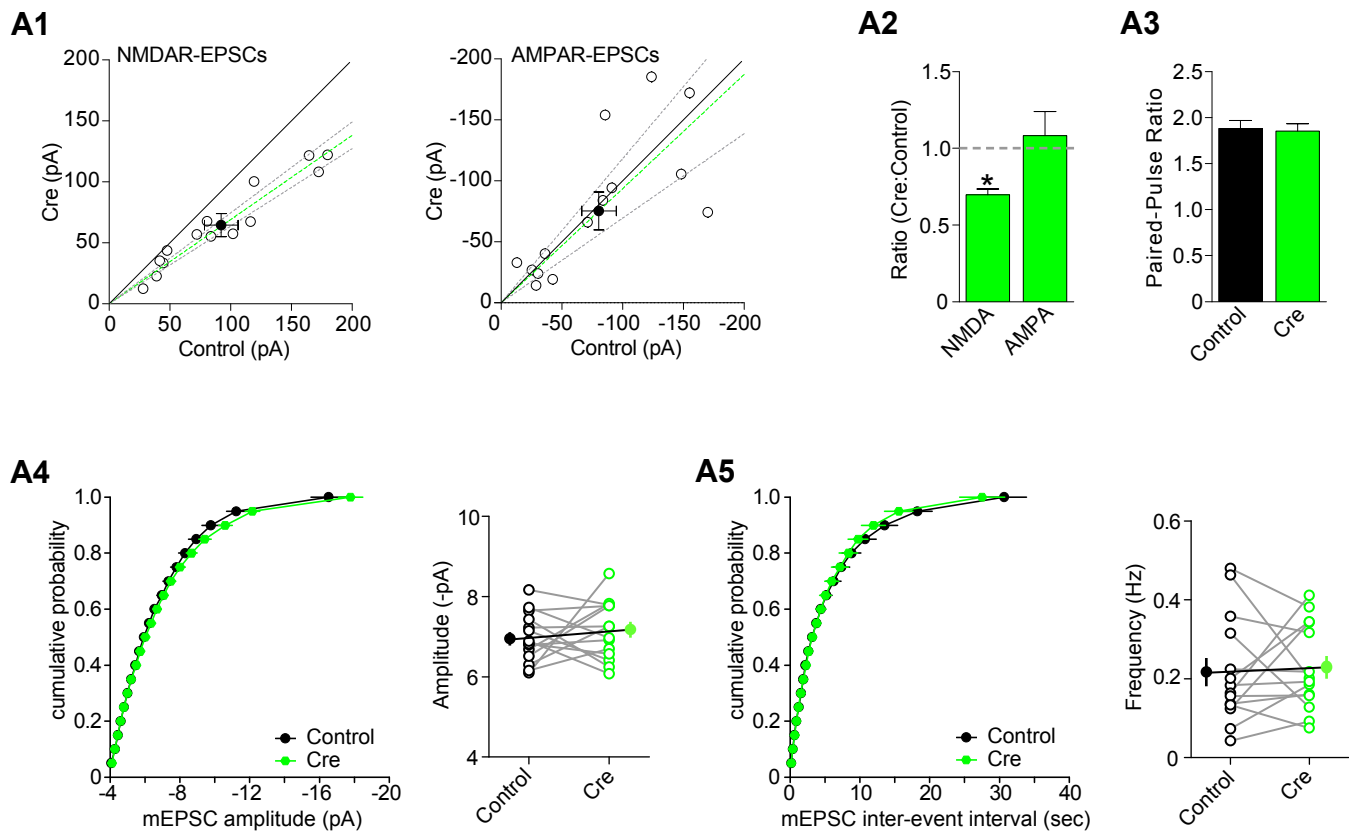 A1
NMDAR-EPSCs
Cre (pA)
200
150
100
50
0
0 50 100 150 200
Control (pA)
AMPAR-EPSCs
Cre (pA)
-200
-150
-100
-50
0
0 -50 -100 -150 -200
Control (pA)
A2
Ratio (Cre:Control)
1.5
1.0
0.5
0
*
NMDA
AMPA
A3
Paired-Pulse Ratio
2.5
2.0
1.5
1.0
0.5
0
Control
Cre
A4
cumulative probability
1.0
0.8
0.6
0.4
0.2
0
-4 -8 -12 -16 -20
mEPSC amplitude (pA)
Control
Cre
Amplitude (-pA)
10
8
6
4
Control
Cre
A5
cumulative probability
1.0
0.8
0.6
0.4
0.2
0
0 10 20 30 40
mEPSC inter-event interval (sec)
Control
Cre
Frequency (Hz)
0.6
0.4
0.2
0
Control
Cre